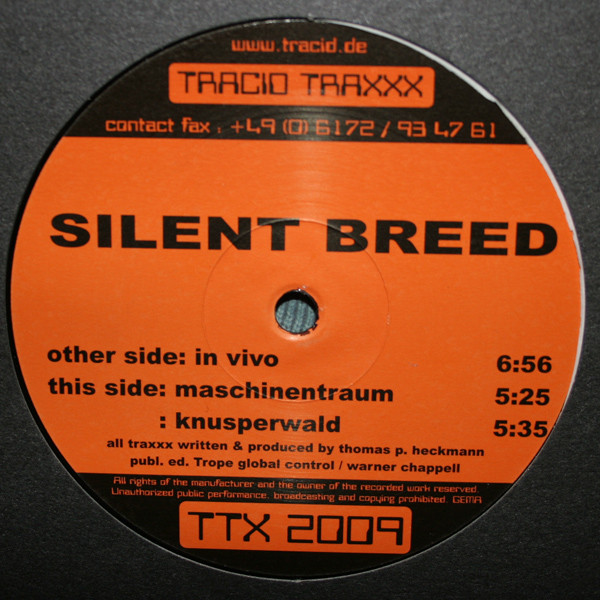 www.tracid.de
TRACID TRAXXX
contact fax : +49 (0) 6172 / 93 47 61
SILENT BREED
other side: in vivo 6:56
this side: maschinentraum 5:25
: knusperwald 5:35
all traxxx written & produced by thomas p. heckmann
publ. ed. Trope global control / warner chappell
All rights of the manufacturer and the owner of the recorded work reserved.
Unauthorized public performance, broadcasting and copying prohibited. GEMA
TTX 2009